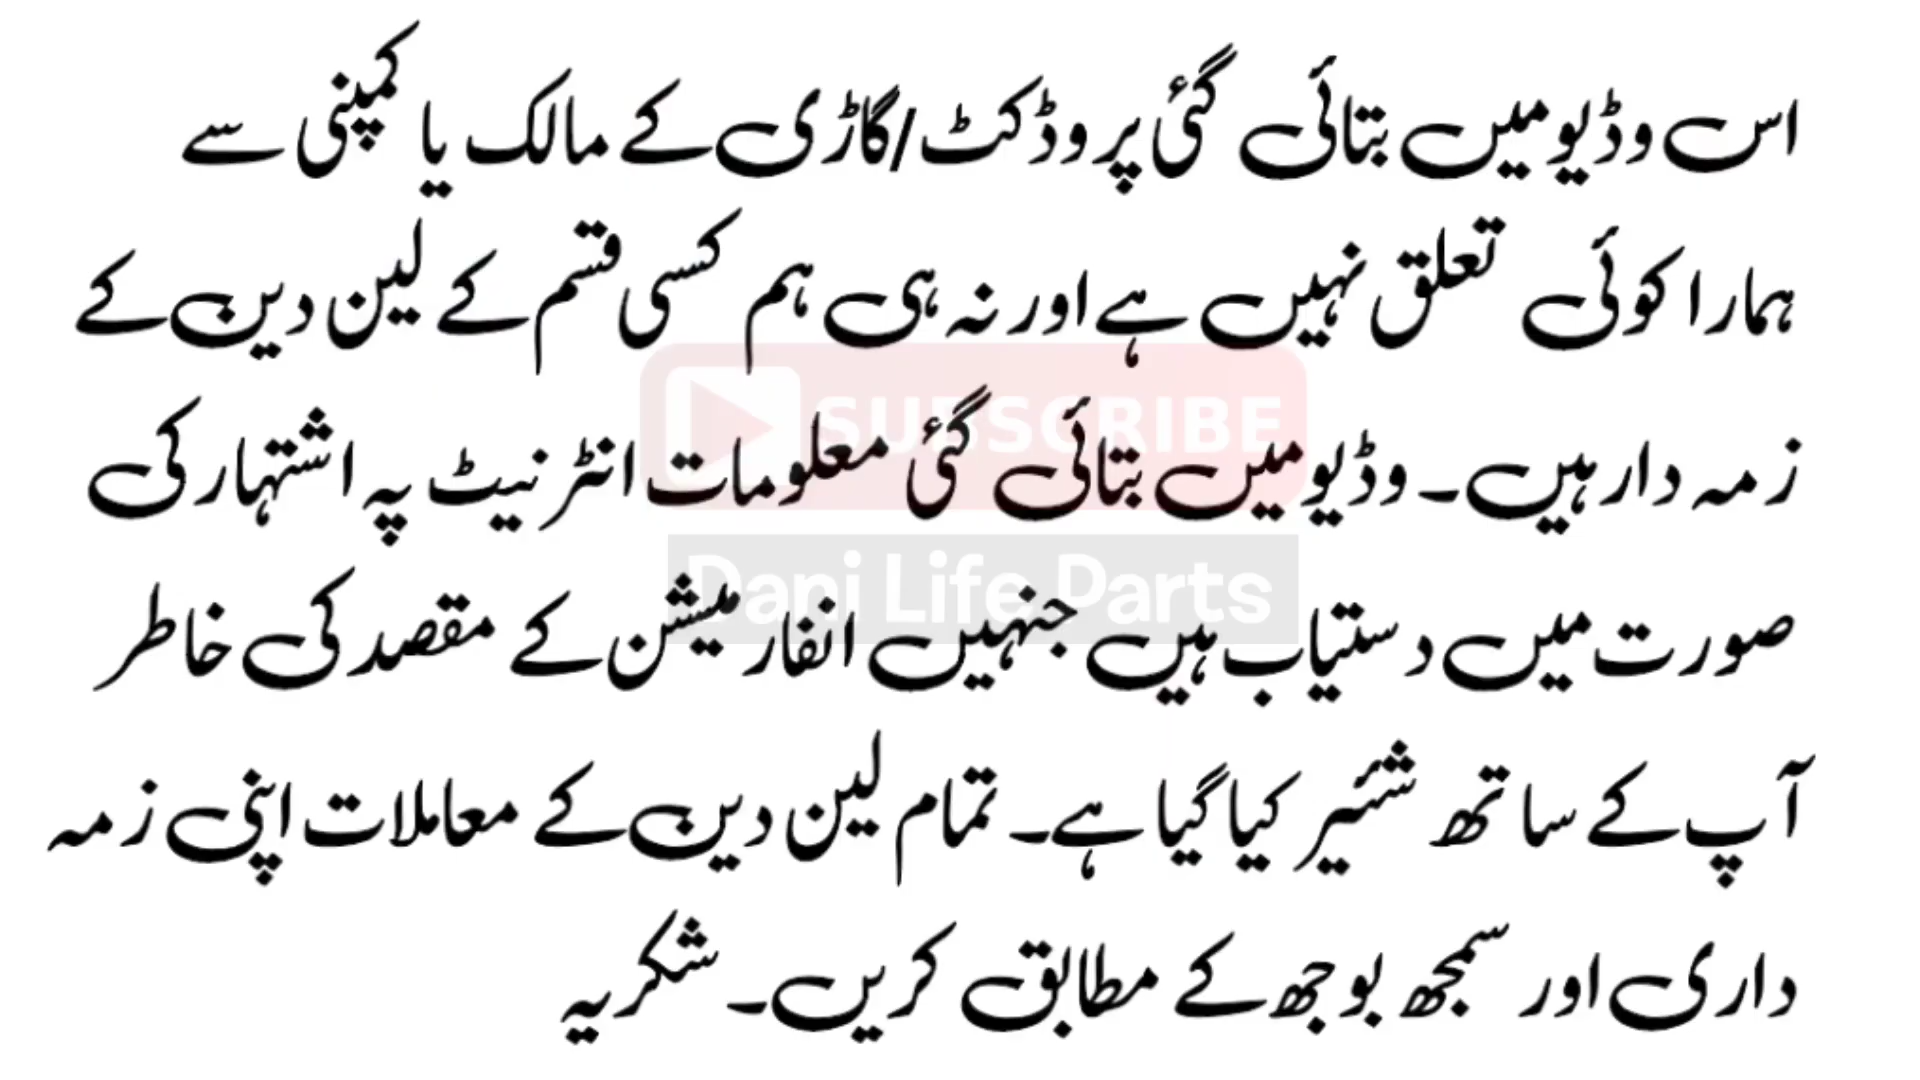 اس وڈیو میں بتائی گئی پروڈکٹ/گاڑی کے مالک یا کمپنی سے
ہمارا کوئی تعلق نہیں ہے اور نہ ہی ہم کسی قسم کے لین دین کے
زمہ دار ہیں۔ وڈیو میں بتائی گئی معلومات انٹرنیٹ پہ اشتہار کی
صورت میں دستیاب ہیں جنہیں انفارمیشن کے مقصد کی خاطر
آپ کے ساتھ شئیر کیا گیا ہے۔ تمام لین دین کے معاملات اپنی زمہ
داری اور سمجھ بوجھ کے مطابق کریں۔ شکریہ
SUBSCRIBE
Dani Life Parts